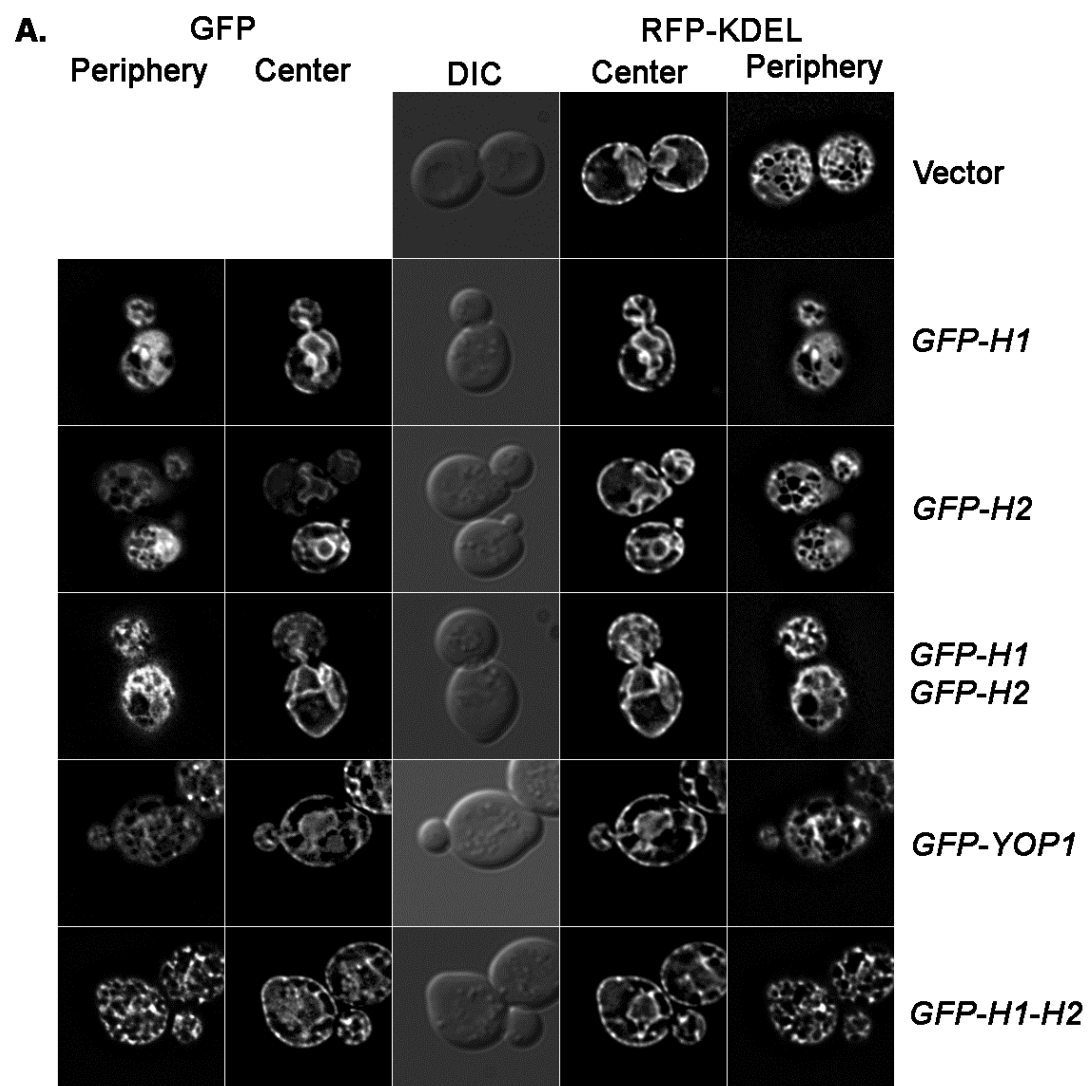 A.
GFP
RFP-KDEL
Periphery
Center
DIC
Center
Periphery
Vector
GFP-H1
GFP-H2
GFP-H1
GFP-H2
GFP-YOP1
GFP-H1-H2